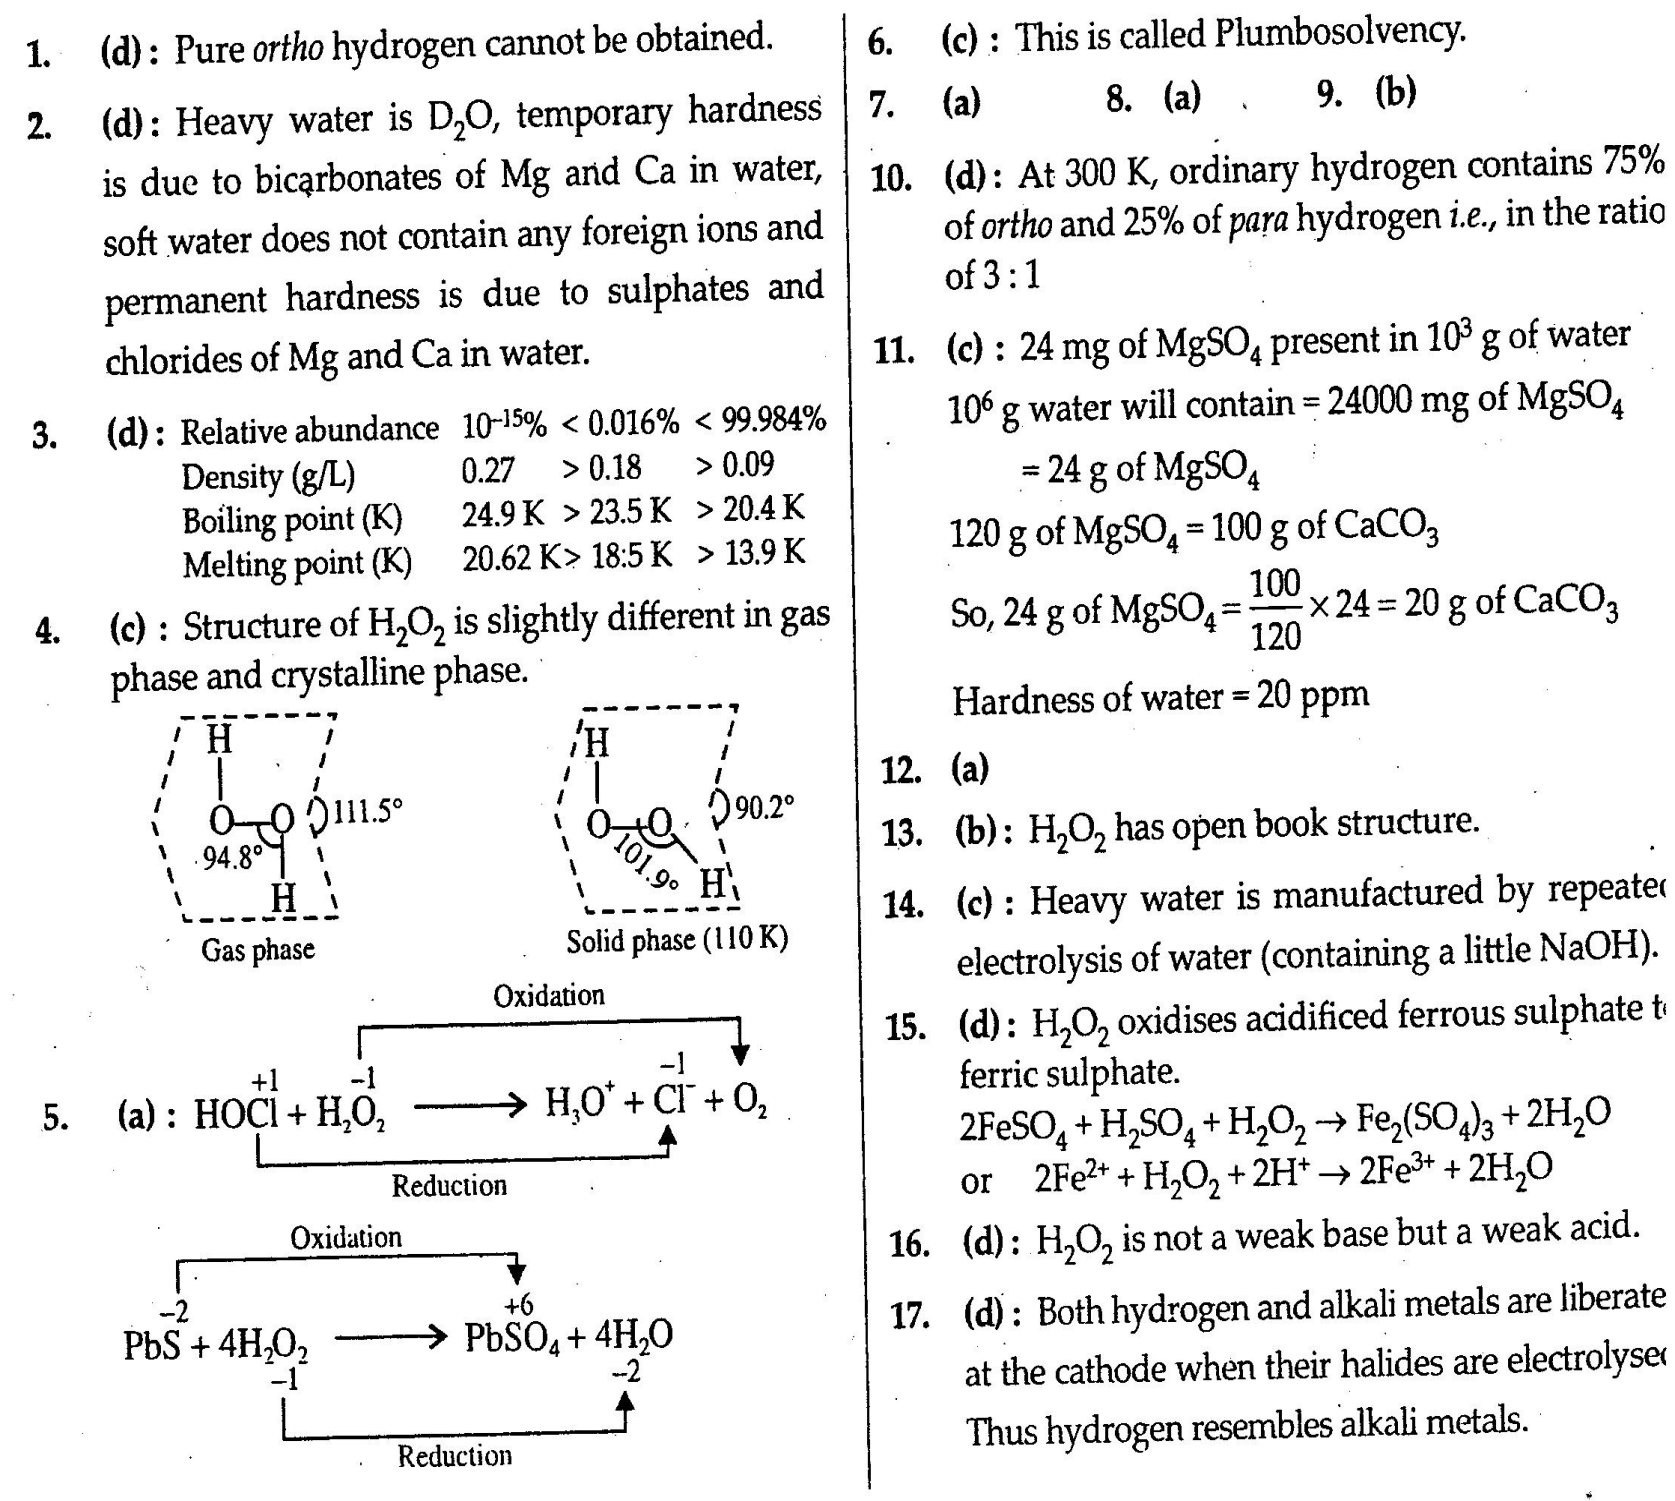 1. (d) : Pure ortho hydrogen cannot be obtained.
2. (d) : Heavy water is D₂O, temporary hardness
is due to bicarbonates of Mg and Ca in water,
soft water does not contain any foreign ions and
permanent hardness is due to sulphates and
chlorides of Mg and Ca in water.
3. (d) : Relative abundance 10⁻¹⁵% < 0.016% < 99.984%
Density (g/L) 0.27 > 0.18 > 0.09
Boiling point (K) 24.9 K > 23.5 K > 20.4 K
Melting point (K) 20.62 K> 18:5 K > 13.9 K
4. (c) : Structure of H₂O₂ is slightly different in gas
phase and crystalline phase.
H
O O 111.5°
94.8°
H
Gas phase
H
O O 90.2°
101.9°
H
Solid phase (110 K)
Oxidation
+1 –1 –1
5. (a) : HOCl + H₂O₂ ⟶ H₃O⁺ + Cl⁻ + O₂
Reduction
Oxidation
–2 +6
PbS + 4H₂O₂ ⟶ PbSO₄ + 4H₂O
–1 –2
Reduction
6. (c) : This is called Plumbosolvency.
7. (a) 8. (a) 9. (b)
10. (d) : At 300 K, ordinary hydrogen contains 75%
of ortho and 25% of para hydrogen i.e., in the ratio
of 3 : 1
11. (c) : 24 mg of MgSO₄ present in 10³ g of water
10⁶ g water will contain = 24000 mg of MgSO₄
= 24 g of MgSO₄
120 g of MgSO₄ = 100 g of CaCO₃
So, 24 g of MgSO₄ = 100/120 × 24 = 20 g of CaCO₃
Hardness of water = 20 ppm
12. (a)
13. (b) : H₂O₂ has open book structure.
14. (c) : Heavy water is manufactured by repeate
electrolysis of water (containing a little NaOH).
15. (d) : H₂O₂ oxidises acidificed ferrous sulphate t
ferric sulphate.
2FeSO₄ + H₂SO₄ + H₂O₂ → Fe₂(SO₄)₃ + 2H₂O
or 2Fe²⁺ + H₂O₂ + 2H⁺ → 2Fe³⁺ + 2H₂O
16. (d) : H₂O₂ is not a weak base but a weak acid.
17. (d) : Both hydrogen and alkali metals are liberate
at the cathode when their halides are electrolyse
Thus hydrogen resembles alkali metals.